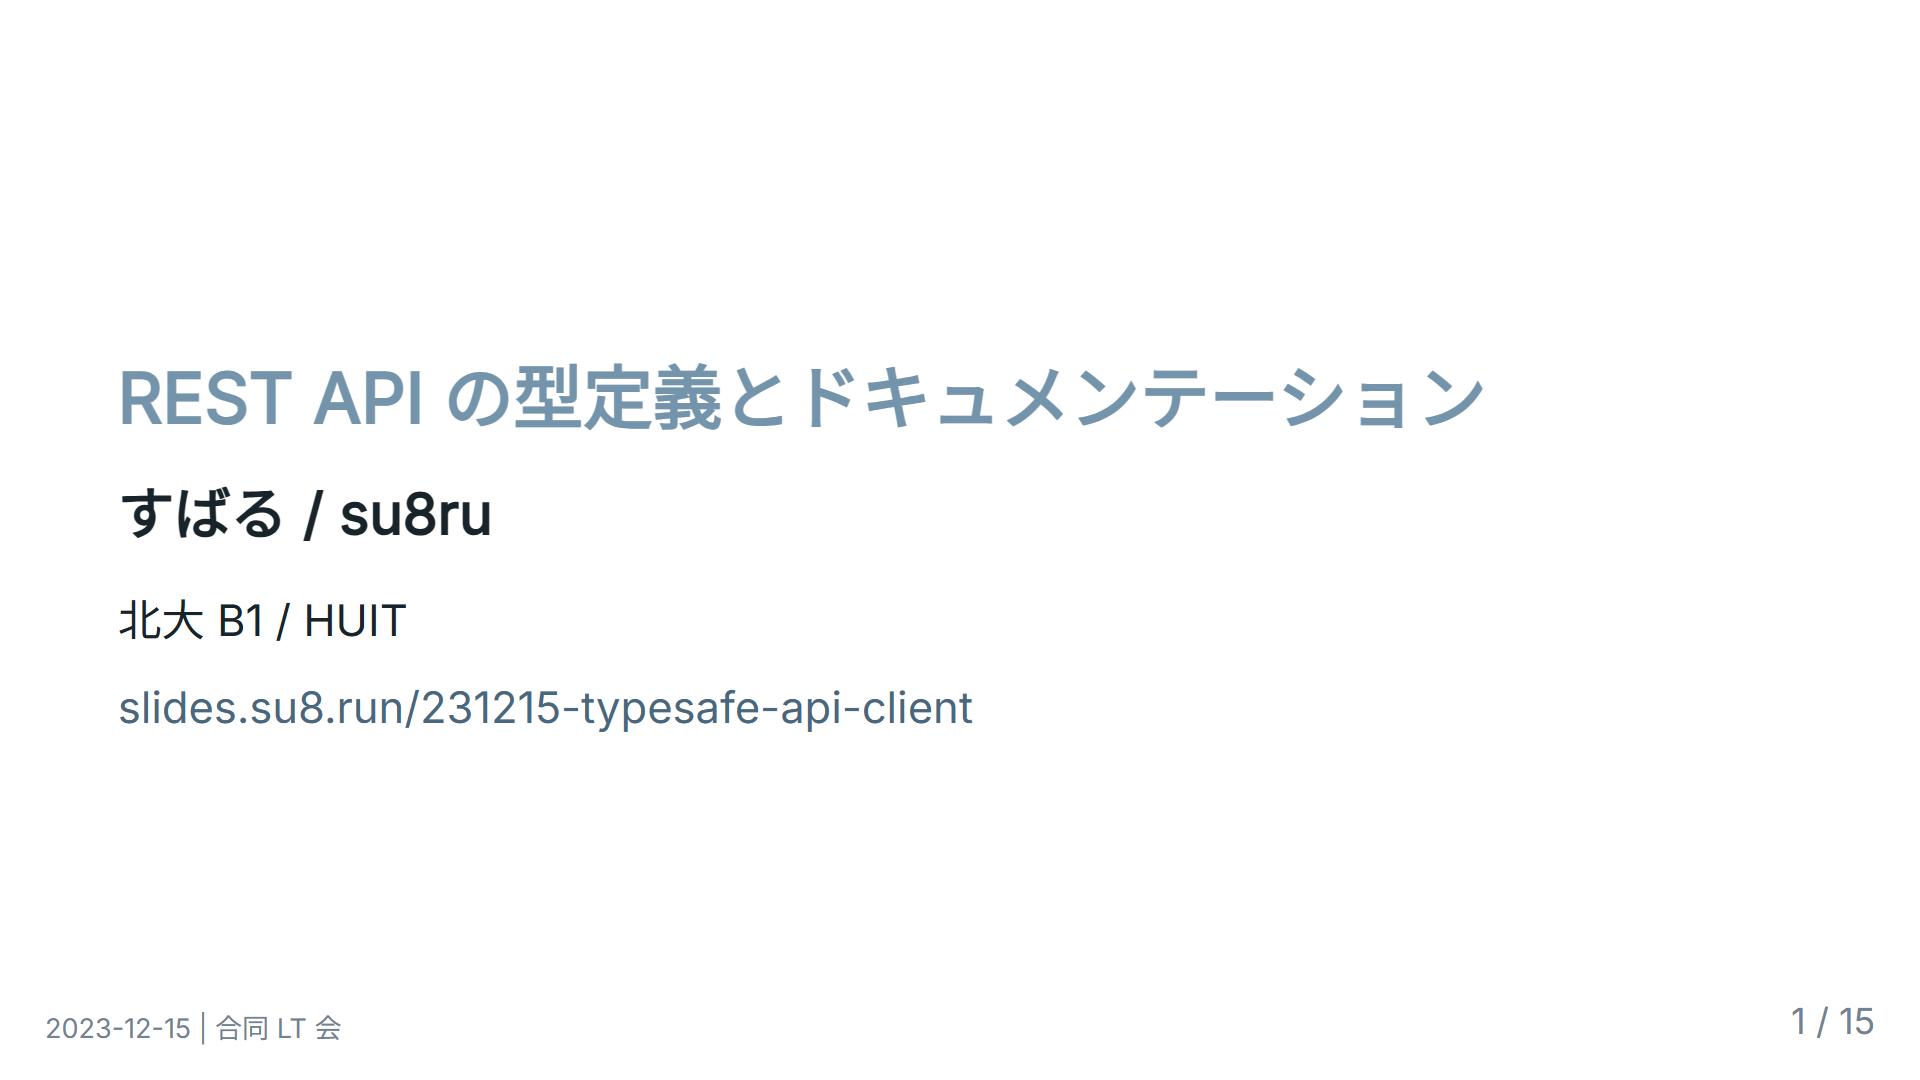 REST API の型定義とドキュメンテーション
すばる / su8ru
北大 B1 / HUIT
slides.su8.run/231215-typesafe-api-client
2023-12-15 | 合同 LT 会
1 / 15